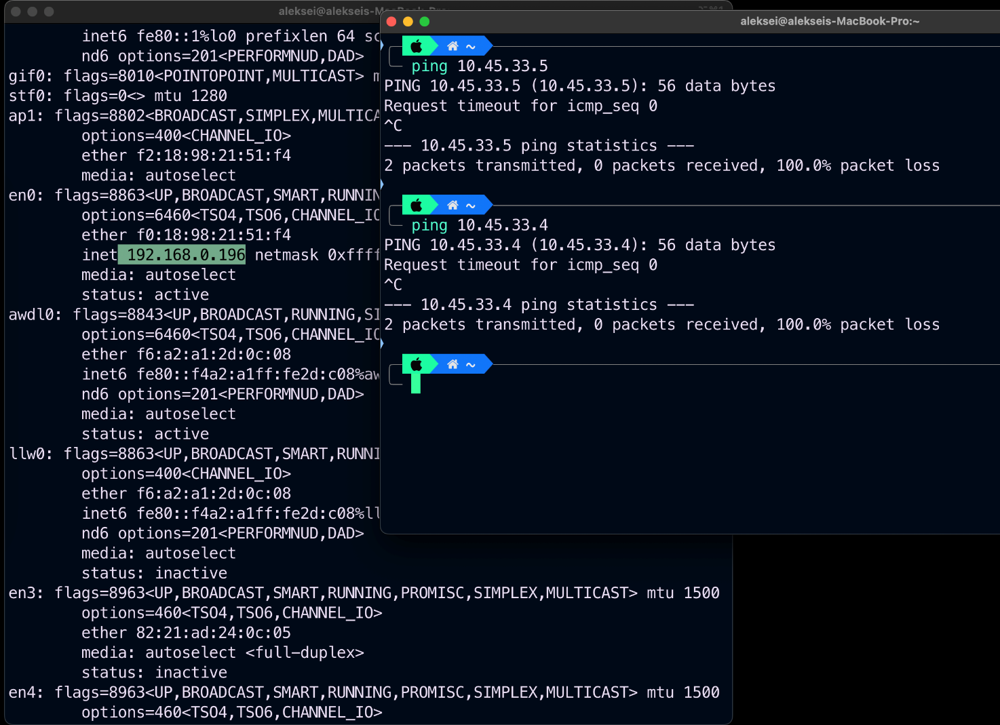 aleksei@alekseis-MacBook-Pro:~
inet6 fe80::1%lo0 prefixlen 64 sc
nd6 options=201<PERFORMNUD,DAD>
gif0: flags=8010<POINTOPOINT,MULTICAST> m
stf0: flags=0<> mtu 1280
ap1: flags=8802<BROADCAST,SIMPLEX,MULTICA
options=400<CHANNEL_IO>
ether f2:18:98:21:51:f4
media: autoselect
en0: flags=8863<UP,BROADCAST,SMART,RUNNIN
options=6460<TSO4,TSO6,CHANNEL_IO
ether f0:18:98:21:51:f4
inet 192.168.0.196 netmask 0xffff
media: autoselect
status: active
awdl0: flags=8843<UP,BROADCAST,RUNNING,SI
options=6460<TSO4,TSO6,CHANNEL_IO
ether f6:a2:a1:2d:0c:08
inet6 fe80::f4a2:a1ff:fe2d:c08%aw
nd6 options=201<PERFORMNUD,DAD>
media: autoselect
status: active
llw0: flags=8863<UP,BROADCAST,SMART,RUNNI
options=400<CHANNEL_IO>
ether f6:a2:a1:2d:0c:08
inet6 fe80::f4a2:a1ff:fe2d:c08%ll
nd6 options=201<PERFORMNUD,DAD>
media: autoselect
status: inactive
en3: flags=8963<UP,BROADCAST,SMART,RUNNING,PROMISC,SIMPLEX,MULTICAST> mtu 1500
options=460<TSO4,TSO6,CHANNEL_IO>
ether 82:21:ad:24:0c:05
media: autoselect <full-duplex>
status: inactive
en4: flags=8963<UP,BROADCAST,SMART,RUNNING,PROMISC,SIMPLEX,MULTICAST> mtu 1500
options=460<TSO4,TSO6,CHANNEL_IO>
aleksei@alekseis-MacBook-Pro:~
~
ping 10.45.33.5
PING 10.45.33.5 (10.45.33.5): 56 data bytes
Request timeout for icmp_seq 0
^C
--- 10.45.33.5 ping statistics ---
2 packets transmitted, 0 packets received, 100.0% packet loss
~
ping 10.45.33.4
PING 10.45.33.4 (10.45.33.4): 56 data bytes
Request timeout for icmp_seq 0
^C
--- 10.45.33.4 ping statistics ---
2 packets transmitted, 0 packets received, 100.0% packet loss
~